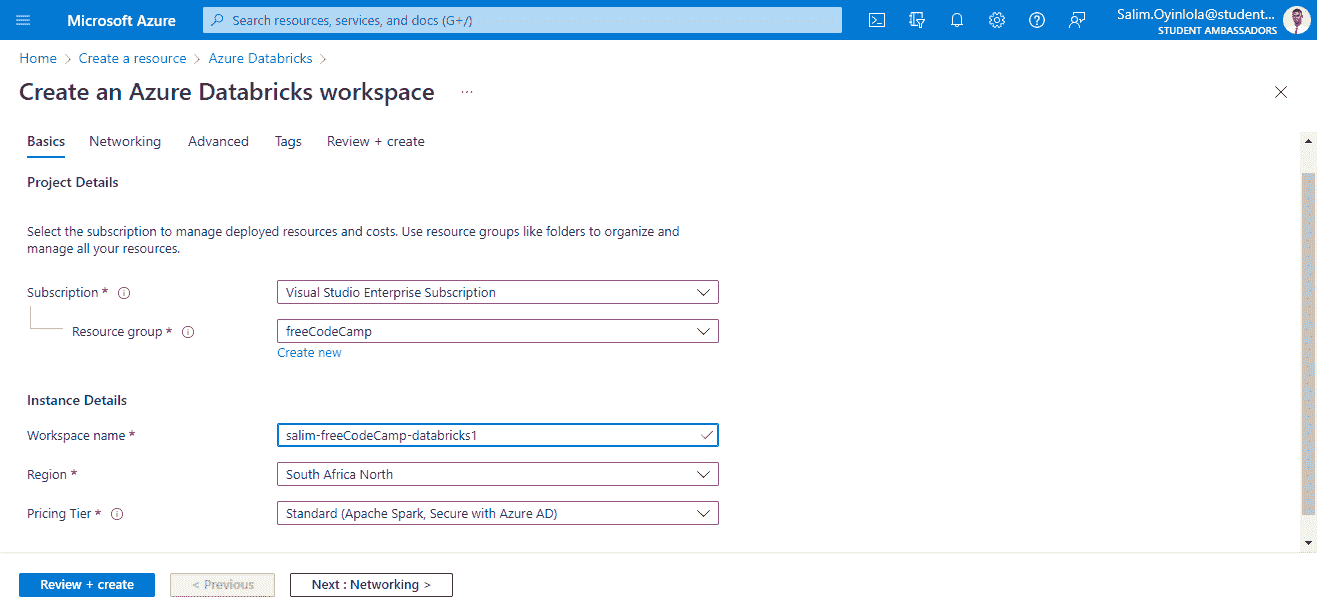 Microsoft Azure
Search resources, services, and docs (G+/)
Salim.Oyinlola@student...
STUDENT AMBASSADORS
Home > Create a resource > Azure Databricks >
Create an Azure Databricks workspace ...
Basics Networking Advanced Tags Review + create
Project Details
Select the subscription to manage deployed resources and costs. Use resource groups like folders to organize and
manage all your resources.
Subscription * Visual Studio Enterprise Subscription
Resource group * freeCodeCamp
Create new
Instance Details
Workspace name * salim-freeCodeCamp-databricks1
Region * South Africa North
Pricing Tier * Standard (Apache Spark, Secure with Azure AD)
Review + create < Previous Next : Networking >